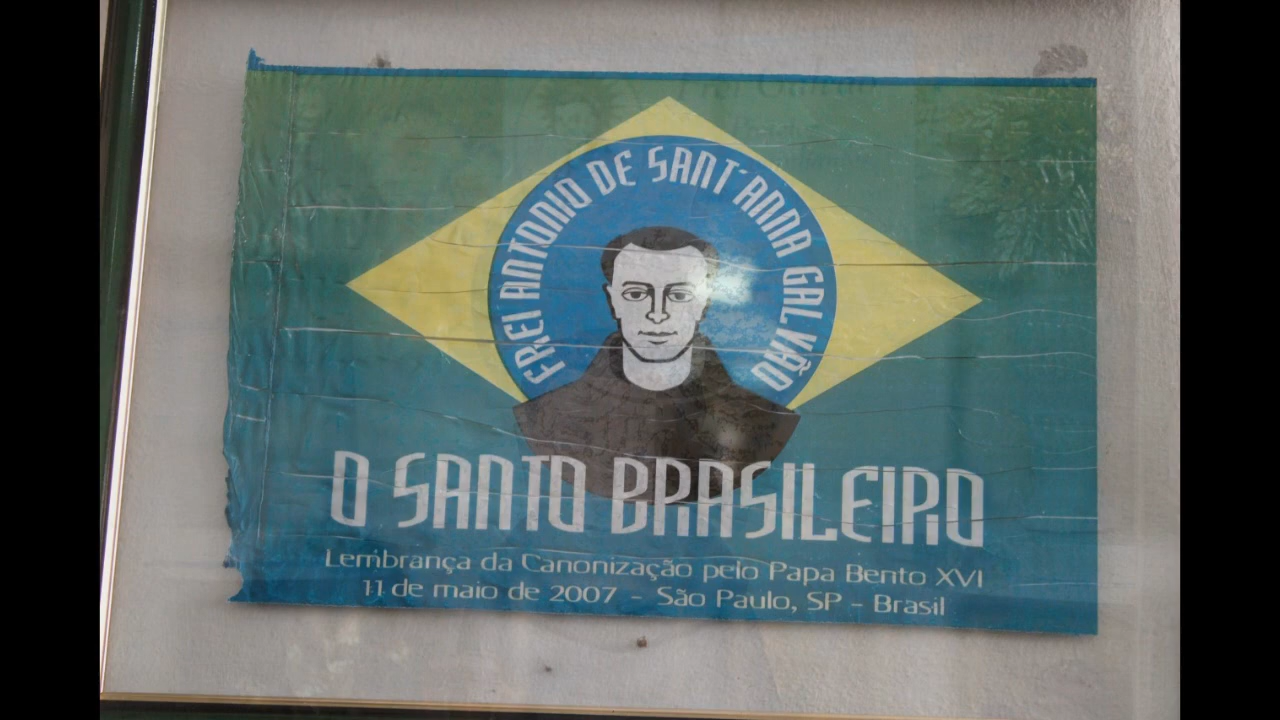 FREI ANTONIO DE SANT'ANNA GALVÃO
O SANTO BRASILEIRO
Lembrança da Canonização pelo Papa Bento XVI
11 de maio de 2007 - São Paulo, SP - Brasil